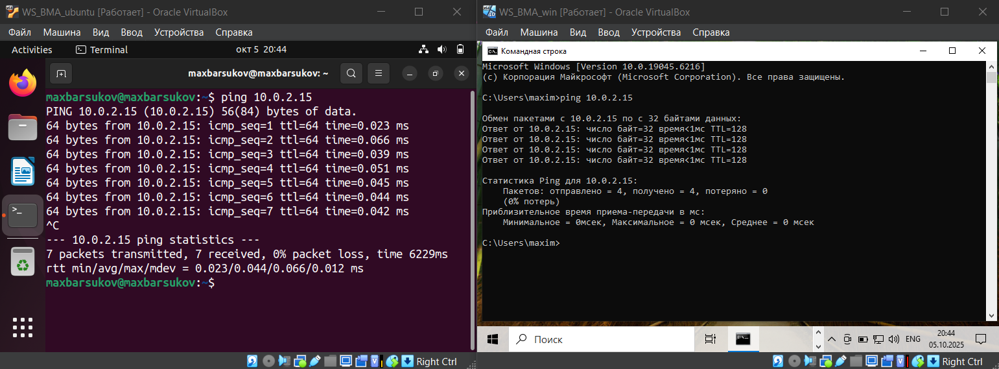 WS_BMA_ubuntu [Работает] - Oracle VirtualBox
Файл Машина Вид Ввод Устройства Справка
Activities Terminal окт 5 20:44
maxbarsukov@maxbarsukov: ~
maxbarsukov@maxbarsukov:~$ ping 10.0.2.15
PING 10.0.2.15 (10.0.2.15) 56(84) bytes of data.
64 bytes from 10.0.2.15: icmp_seq=1 ttl=64 time=0.023 ms
64 bytes from 10.0.2.15: icmp_seq=2 ttl=64 time=0.066 ms
64 bytes from 10.0.2.15: icmp_seq=3 ttl=64 time=0.039 ms
64 bytes from 10.0.2.15: icmp_seq=4 ttl=64 time=0.051 ms
64 bytes from 10.0.2.15: icmp_seq=5 ttl=64 time=0.045 ms
64 bytes from 10.0.2.15: icmp_seq=6 ttl=64 time=0.044 ms
64 bytes from 10.0.2.15: icmp_seq=7 ttl=64 time=0.042 ms
^C
--- 10.0.2.15 ping statistics ---
7 packets transmitted, 7 received, 0% packet loss, time 6229ms
rtt min/avg/max/mdev = 0.023/0.044/0.066/0.012 ms
maxbarsukov@maxbarsukov:~$
Right Ctrl
WS_BMA_win [Работает] - Oracle VirtualBox
Файл Машина Вид Ввод Устройства Справка
Командная строка
Microsoft Windows [Version 10.0.19045.6216]
(c) Корпорация Майкрософт (Microsoft Corporation). Все права защищены.
C:\Users\maxim>ping 10.0.2.15
Обмен пакетами с 10.0.2.15 по с 32 байтами данных:
Ответ от 10.0.2.15: число байт=32 время<1мс TTL=128
Ответ от 10.0.2.15: число байт=32 время<1мс TTL=128
Ответ от 10.0.2.15: число байт=32 время<1мс TTL=128
Ответ от 10.0.2.15: число байт=32 время<1мс TTL=128
Статистика Ping для 10.0.2.15:
Пакетов: отправлено = 4, получено = 4, потеряно = 0
(0% потерь)
Приблизительное время приема-передачи в мс:
Минимальное = 0мсек, Максимальное = 0 мсек, Среднее = 0 мсек
C:\Users\maxim>
Поиск
ENG
20:44
05.10.2025
Right Ctrl